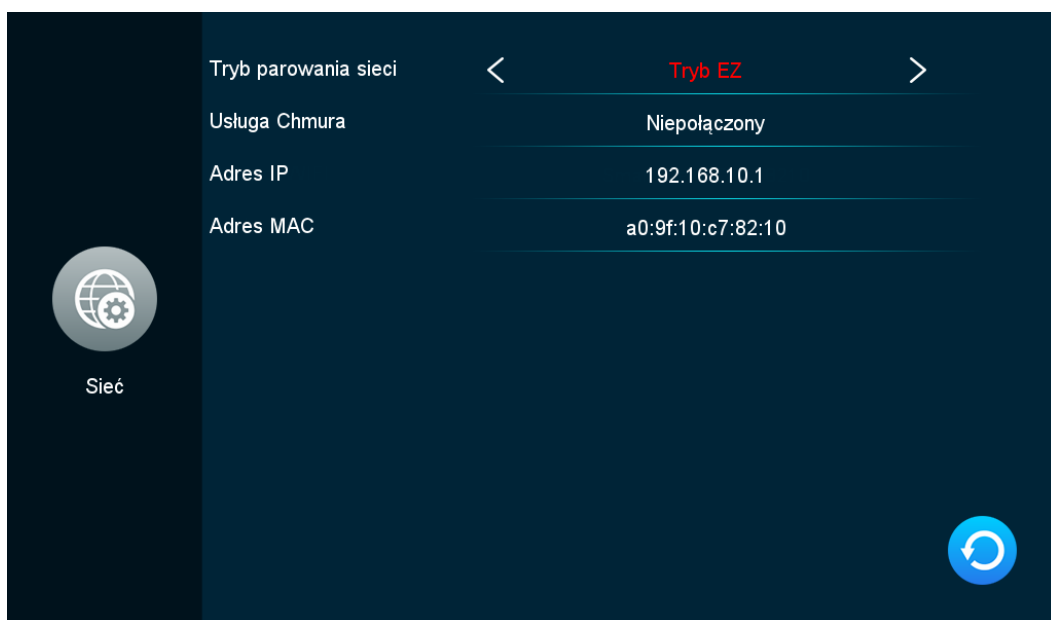 Tryb parowania sieci < Tryb EZ >
Usługa Chmura Niepołączony
Adres IP 192.168.10.1
Adres MAC a0:9f:10:c7:82:10
Sieć